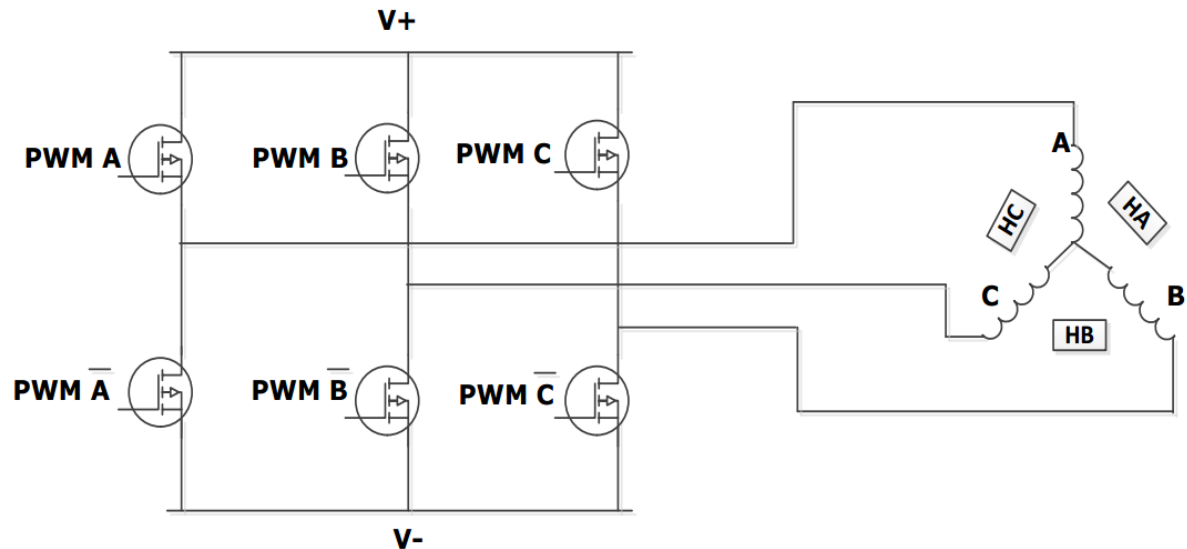 V+
PWM A
PWM B
PWM C
A
HC
HA
C
B
HB
PWM A̅
PWM B̅
PWM C̅
V-